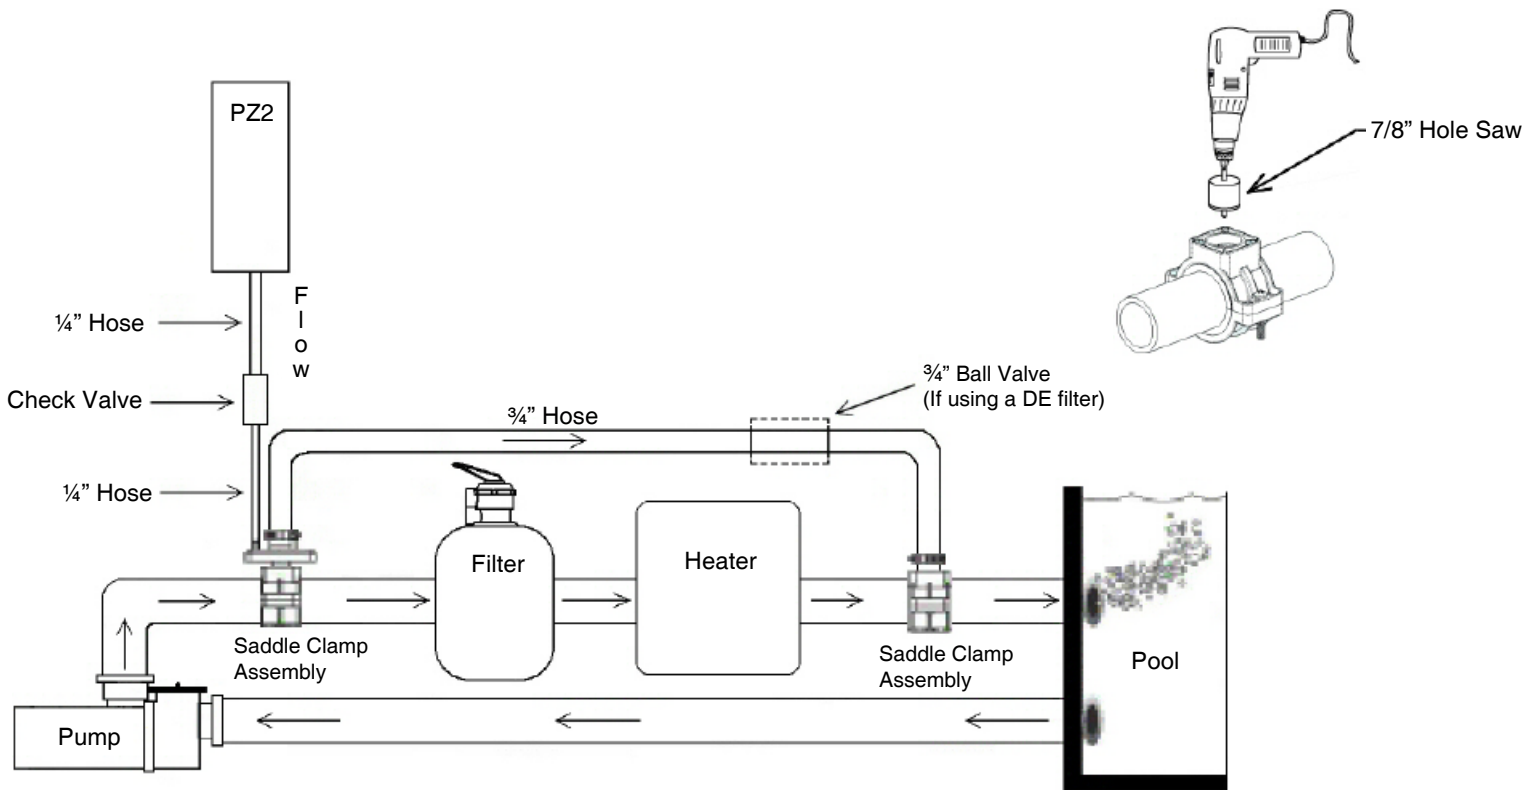 PZ2
7/8” Hole Saw
F
l
o
w
¼” Hose
Check Valve
¾” Ball Valve
(If using a DE filter)
¾” Hose
¼” Hose
Filter
Heater
Saddle Clamp
Assembly
Saddle Clamp
Assembly
Pool
Pump